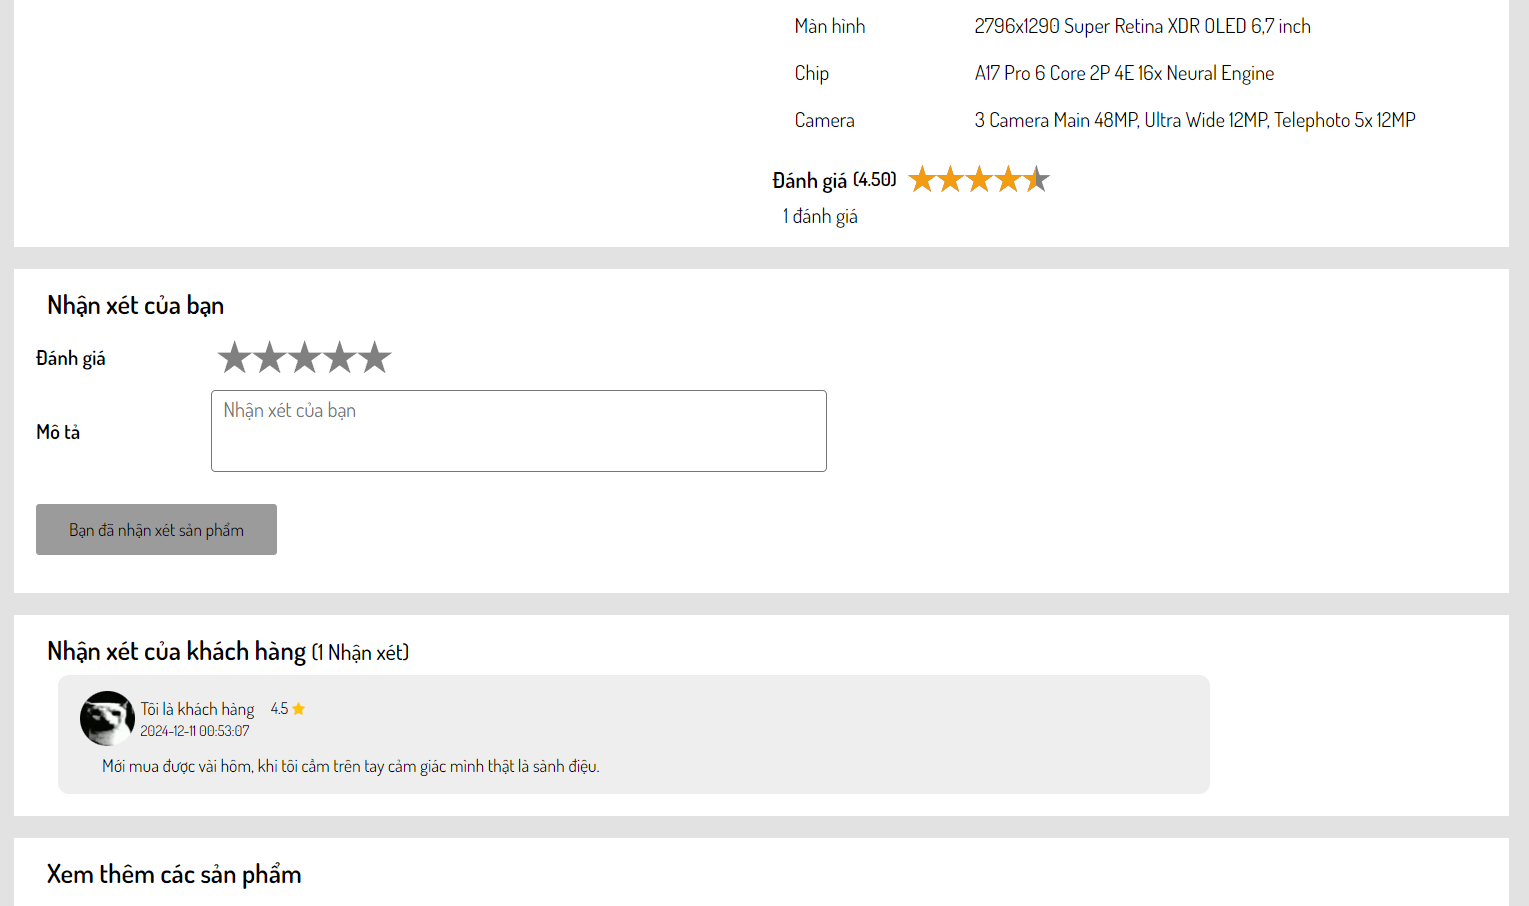 Màn hình 2796x1290 Super Retina XDR OLED 6,7 inch
Chip A17 Pro 6 Core 2P 4E 16x Neural Engine
Camera 3 Camera Main 48MP, Ultra Wide 12MP, Telephoto 5x 12MP
Đánh giá (4.50)
1 đánh giá
Nhận xét của bạn
Đánh giá
Nhận xét của bạn
Mô tả
Bạn đã nhận xét sản phẩm
Nhận xét của khách hàng (1 Nhận xét)
Tôi là khách hàng 4.5
2024-12-11 00:53:07
Mới mua được vài hôm, khi tôi cầm trên tay cảm giác mình thật là sành điệu.
Xem thêm các sản phẩm